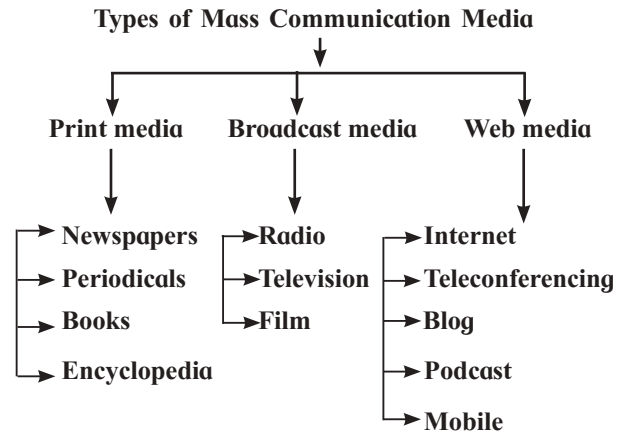 Types of Mass Communication Media
Print media
Broadcast media
Web media
Newspapers
Periodicals
Books
Encyclopedia
Radio
Television
Film
Internet
Teleconferencing
Blog
Podcast
Mobile